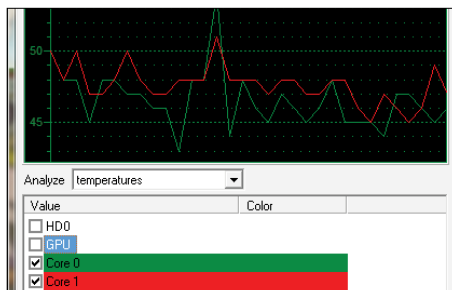 50
45
Analyze temperatures
Value Color
HD0
GPU
Core 0
Core 1